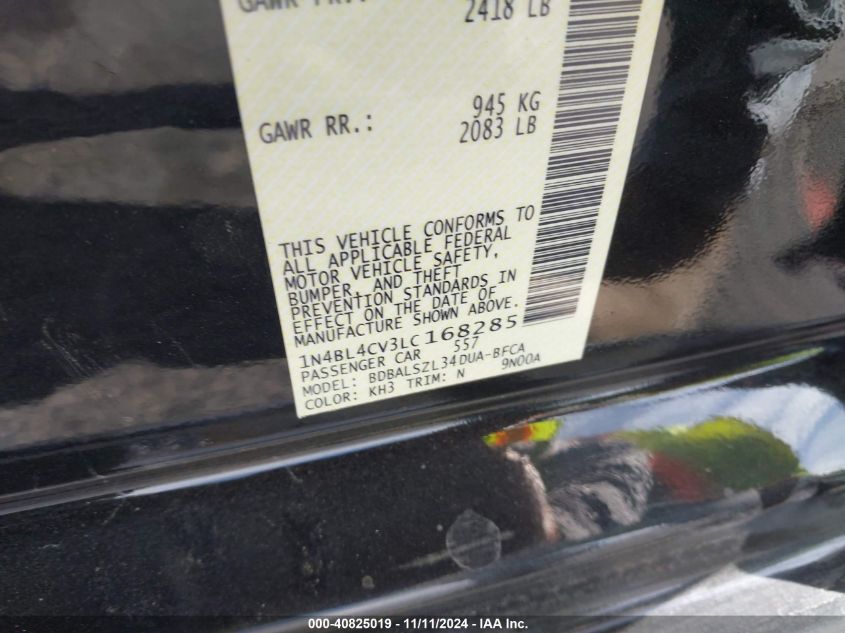 GAWR FR.:
2418 LB
GAWR RR.:
945 KG
2083 LB
THIS VEHICLE CONFORMS TO
ALL APPLICABLE FEDERAL
MOTOR VEHICLE SAFETY,
BUMPER, AND THEFT
PREVENTION STANDARDS IN
EFFECT ON THE DATE OF
MANUFACTURE SHOWN ABOVE.
1N4BL4CV3LC168285
PASSENGER CAR 557
MODEL: BDBALSZL34DUA-BFCA
COLOR: KH3 TRIM: N 9N00A
000-40825019 - 11/11/2024 - IAA Inc.